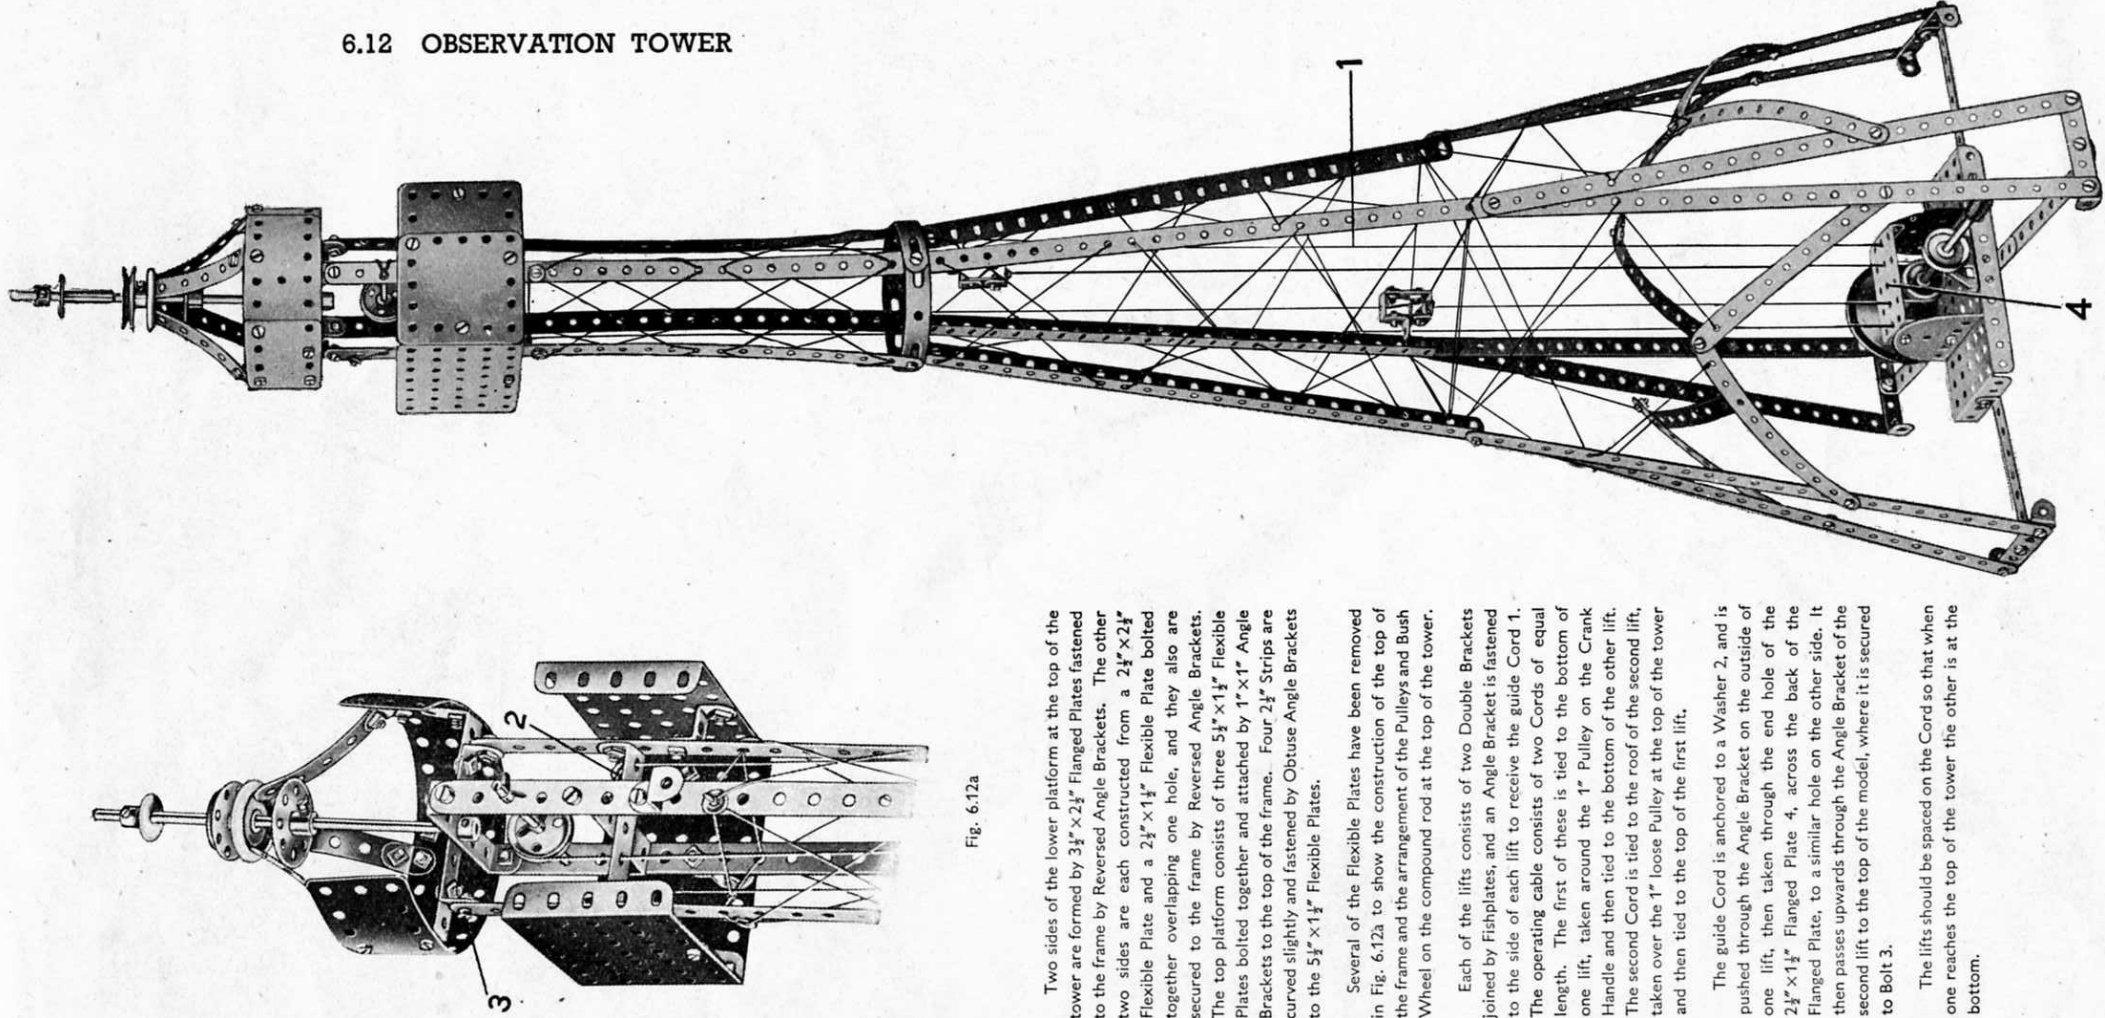 6.12 OBSERVATION TOWER
1
4
2
3
Fig. 6.12a
Two sides of the lower platform at the top of the
tower are formed by 3½″×2½″ Flanged Plates fastened
to the frame by Reversed Angle Brackets. The other
two sides are each constructed from a 2½″×2½″
Flexible Plate and a 2½″×1½″ Flexible Plate bolted
together overlapping one hole, and they also are
secured to the frame by Reversed Angle Brackets.
The top platform consists of three 5½″×1½″ Flexible
Plates bolted together and attached by 1″×1″ Angle
Brackets to the top of the frame. Four 2½″ Strips are
curved slightly and fastened by Obtuse Angle Brackets
to the 5½″×1½″ Flexible Plates.
Several of the Flexible Plates have been removed
in Fig. 6.12a to show the construction of the top of
the frame and the arrangement of the Pulleys and Bush
Wheel on the compound rod at the top of the tower.
Each of the lifts consists of two Double Brackets
joined by Fishplates, and an Angle Bracket is fastened
to the side of each lift to receive the guide Cord 1.
The operating cable consists of two Cords of equal
length. The first of these is tied to the bottom of
one lift, taken around the 1″ Pulley on the Crank
Handle and then tied to the bottom of the other lift.
The second Cord is tied to the roof of the second lift,
taken over the 1″ loose Pulley at the top of the tower
and then tied to the top of the first lift.
The guide Cord is anchored to a Washer 2, and is
pushed through the Angle Bracket on the outside of
one lift, then taken through the end hole of the
2½″×1½″ Flanged Plate 4, across the back of the
Flanged Plate, to a similar hole on the other side. It
then passes upwards through the Angle Bracket of the
second lift to the top of the model, where it is secured
to Bolt 3.
The lifts should be spaced on the Cord so that when
one reaches the top of the tower the other is at the
bottom.